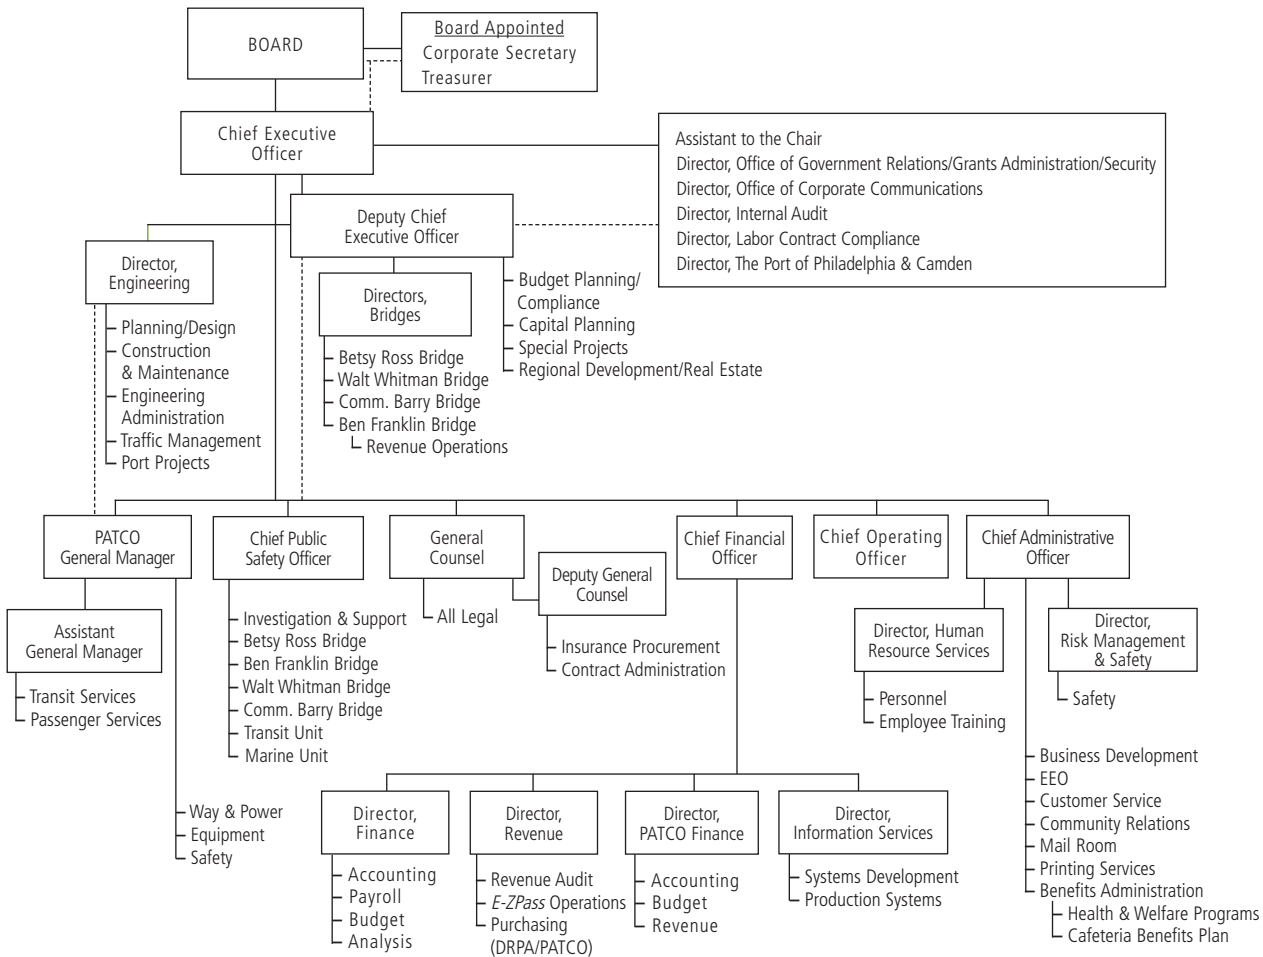 BOARD
Board Appointed
Corporate Secretary
Treasurer
Chief Executive
Officer
Assistant to the Chair
Director, Office of Government Relations/Grants Administration/Security
Director, Office of Corporate Communications
Director, Internal Audit
Director, Labor Contract Compliance
Director, The Port of Philadelphia & Camden
Deputy Chief
Executive Officer
Director,
Engineering
Planning/Design
Construction
& Maintenance
Engineering
Administration
Traffic Management
Port Projects
Directors,
Bridges
Betsy Ross Bridge
Walt Whitman Bridge
Comm. Barry Bridge
Ben Franklin Bridge
Revenue Operations
Budget Planning/
Compliance
Capital Planning
Special Projects
Regional Development/Real Estate
PATCO
General Manager
Assistant
General Manager
Transit Services
Passenger Services
Way & Power
Equipment
Safety
Chief Public
Safety Officer
Investigation & Support
Betsy Ross Bridge
Ben Franklin Bridge
Walt Whitman Bridge
Comm. Barry Bridge
Transit Unit
Marine Unit
General
Counsel
All Legal
Deputy General
Counsel
Insurance Procurement
Contract Administration
Chief Financial
Officer
Director,
Finance
Accounting
Payroll
Budget
Analysis
Director,
Revenue
Revenue Audit
E-ZPass Operations
Purchasing
(DRPA/PATCO)
Director,
PATCO Finance
Accounting
Budget
Revenue
Director,
Information Services
Systems Development
Production Systems
Chief Operating
Officer
Chief Administrative
Officer
Director, Human
Resource Services
Personnel
Employee Training
Director,
Risk Management
& Safety
Safety
Business Development
EEO
Customer Service
Community Relations
Mail Room
Printing Services
Benefits Administration
Health & Welfare Programs
Cafeteria Benefits Plan